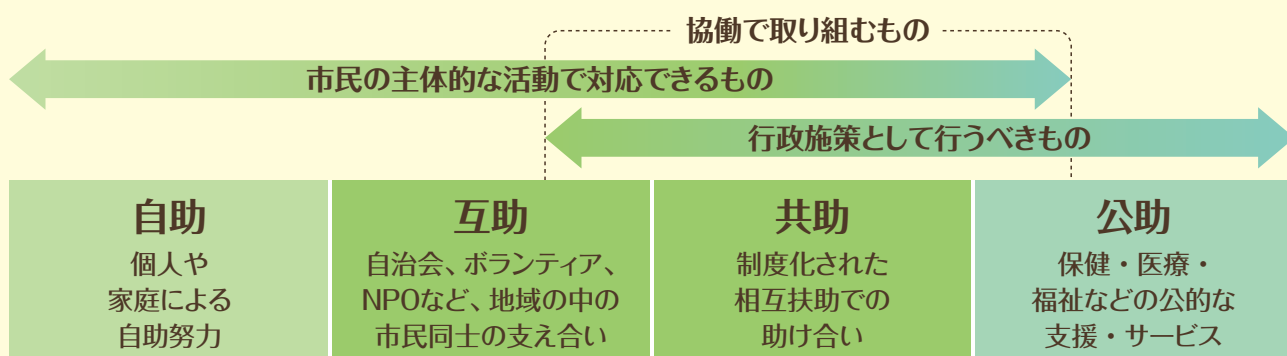 協働で取り組むもの
市民の主体的な活動で対応できるもの
行政施策として行うべきもの
自助
個人や
家庭による
自助努力
互助
自治会、ボランティア、
NPOなど、地域の中の
市民同士の支え合い
共助
制度化された
相互扶助での
助け合い
公助
保健・医療・
福祉などの公的な
支援・サービス